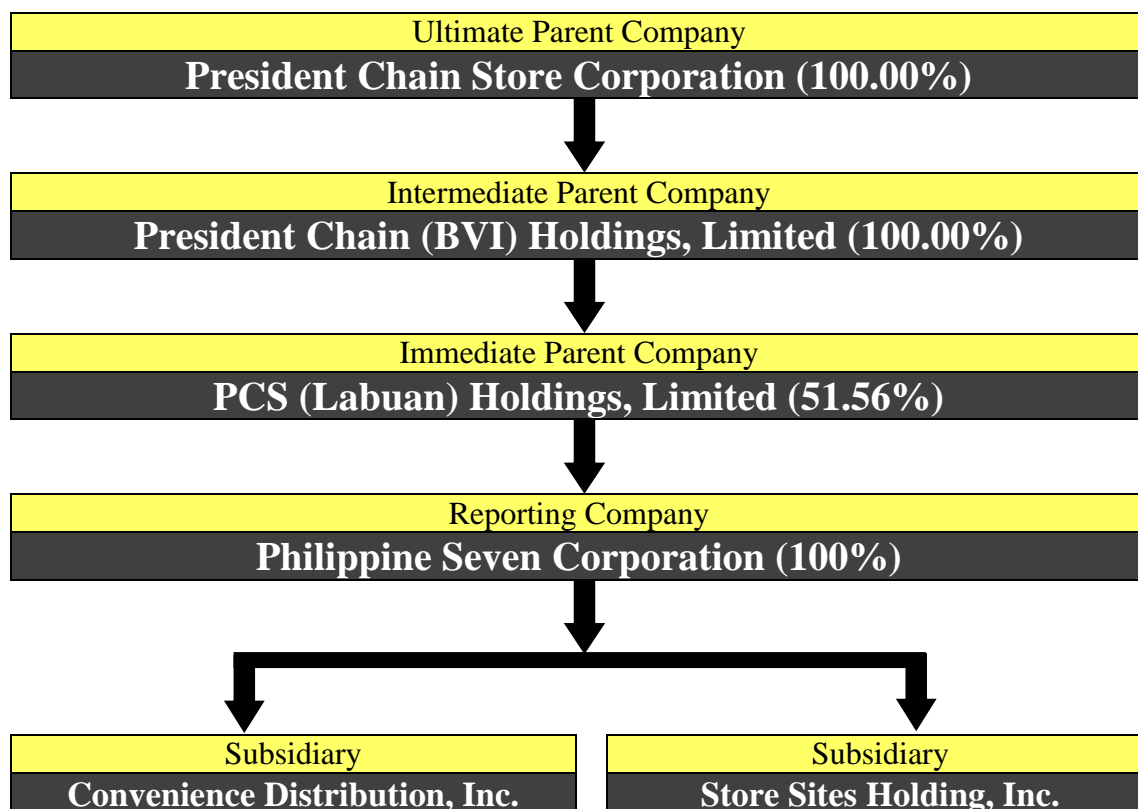 Ultimate Parent Company
President Chain Store Corporation (100.00%)
Intermediate Parent Company
President Chain (BVI) Holdings, Limited (100.00%)
Immediate Parent Company
PCS (Labuan) Holdings, Limited (51.56%)
Reporting Company
Philippine Seven Corporation (100%)
Subsidiary
Convenience Distribution, Inc.
Subsidiary
Store Sites Holding, Inc.